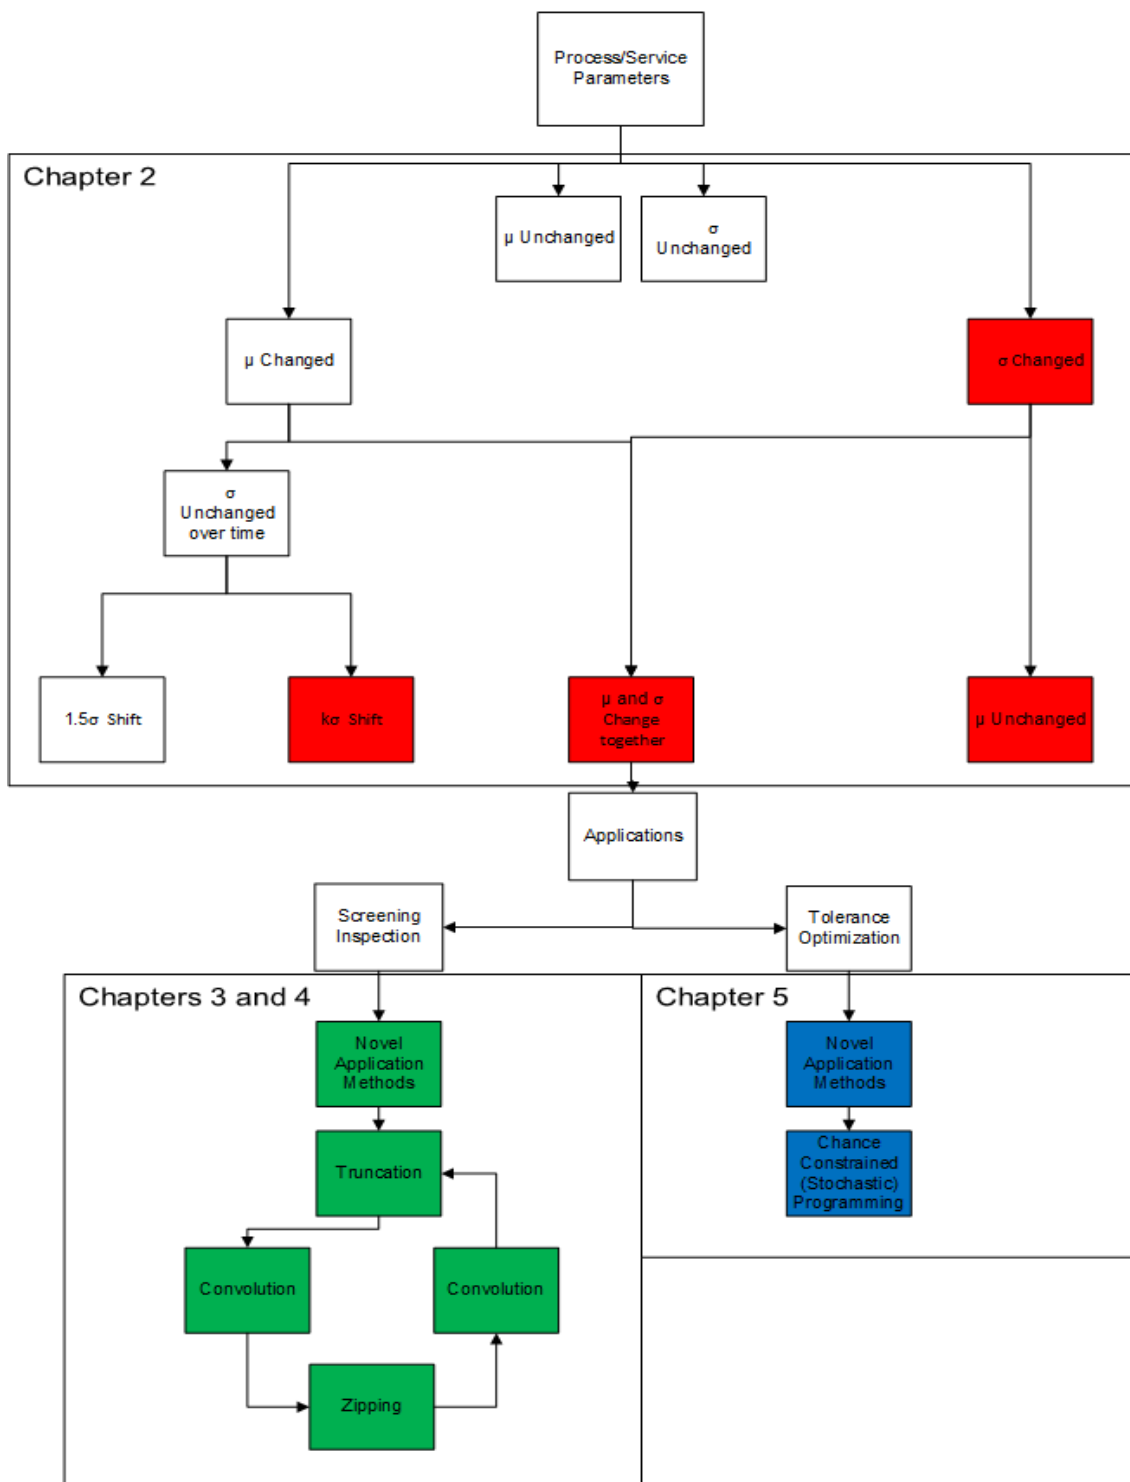 Process/Service
Parameters
Chapter 2
μ Unchanged
σ
Unchanged
μ Changed
σ Changed
σ
Unchanged
over time
1.5σ Shift
kσ Shift
μ and σ
Change
together
μ Unchanged
Applications
Screening
Inspection
Tolerance
Optimization
Chapters 3 and 4
Chapter 5
Novel
Application
Methods
Novel
Application
Methods
Truncation
Chance
Constrained
(Stochastic)
Programming
Convolution
Convolution
Zipping